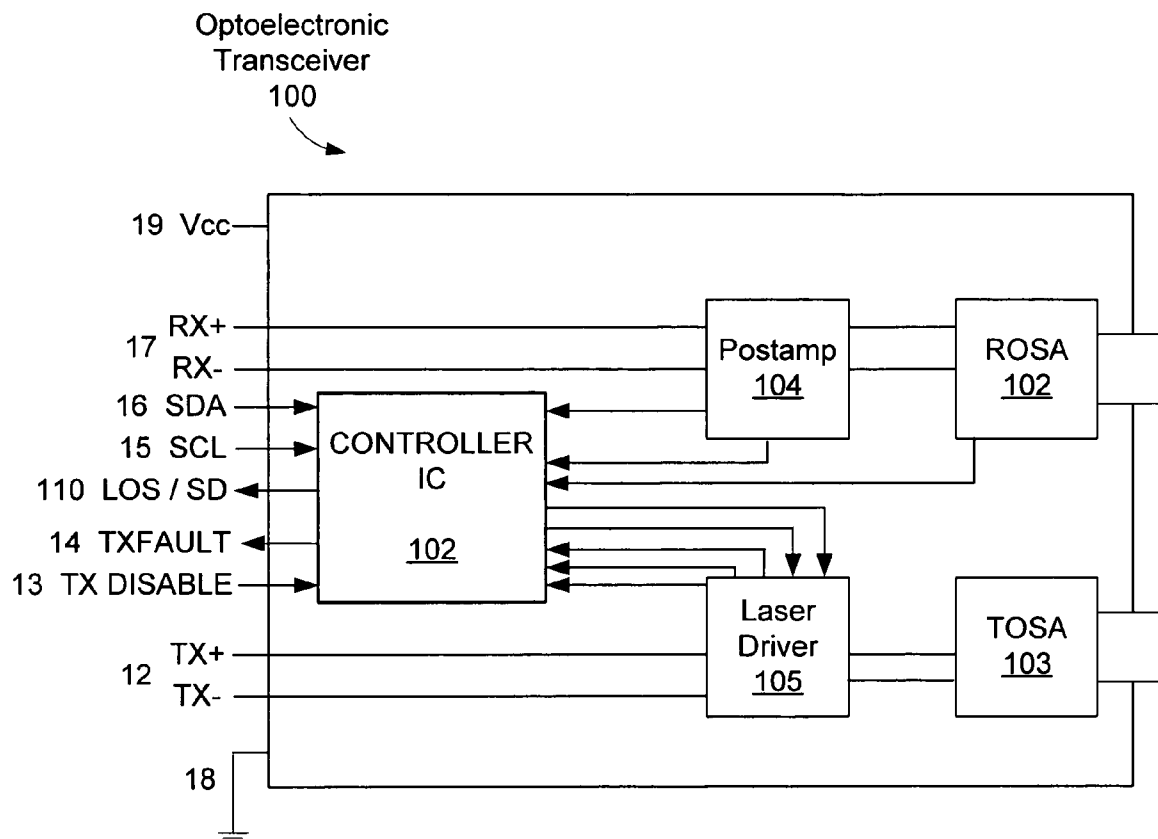 Optoelectronic
Transceiver
100
19 Vcc
17
RX+
RX-
16 SDA
15 SCL
110 LOS / SD
14 TXFAULT
13 TX DISABLE
12
TX+
TX-
18
CONTROLLER
IC
102
Postamp
104
ROSA
102
Laser
Driver
105
TOSA
103